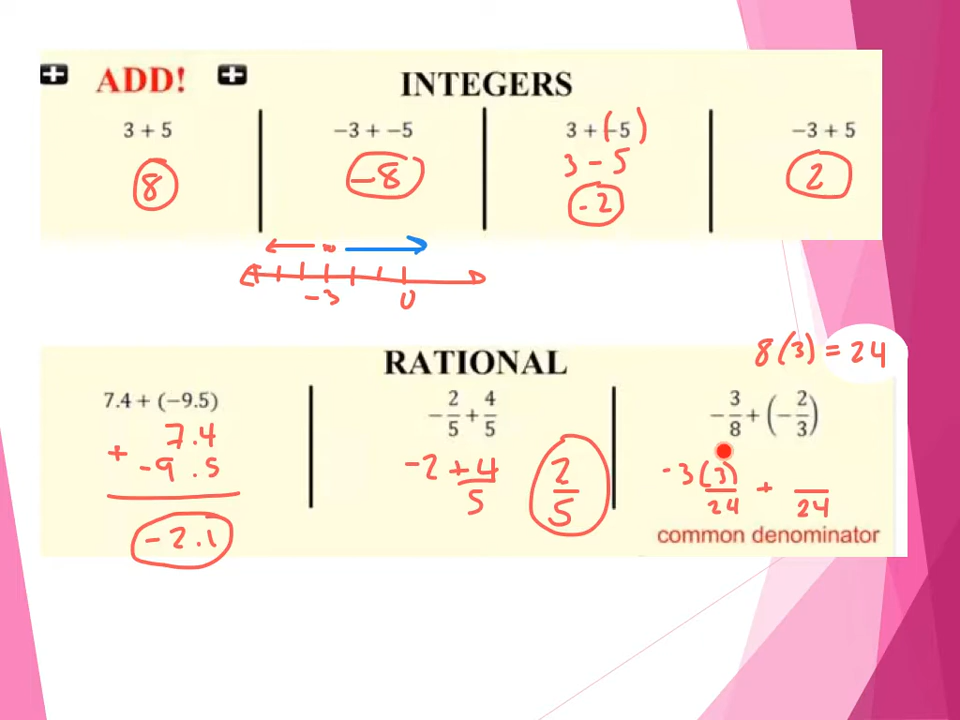 ADD!
INTEGERS
3 + 5
8
−3 + −5
−8
3 + (−5)
3 − 5
-2
−3 + 5
2
−3
0
RATIONAL
8(3) = 24
7.4 + (−9.5)
7.4
+ -9.5
-2.1
−2/5 + 4/5
-2 + 4
5
2/5
−3/8 + (−2/3)
-3(3)/24 + /24
common denominator